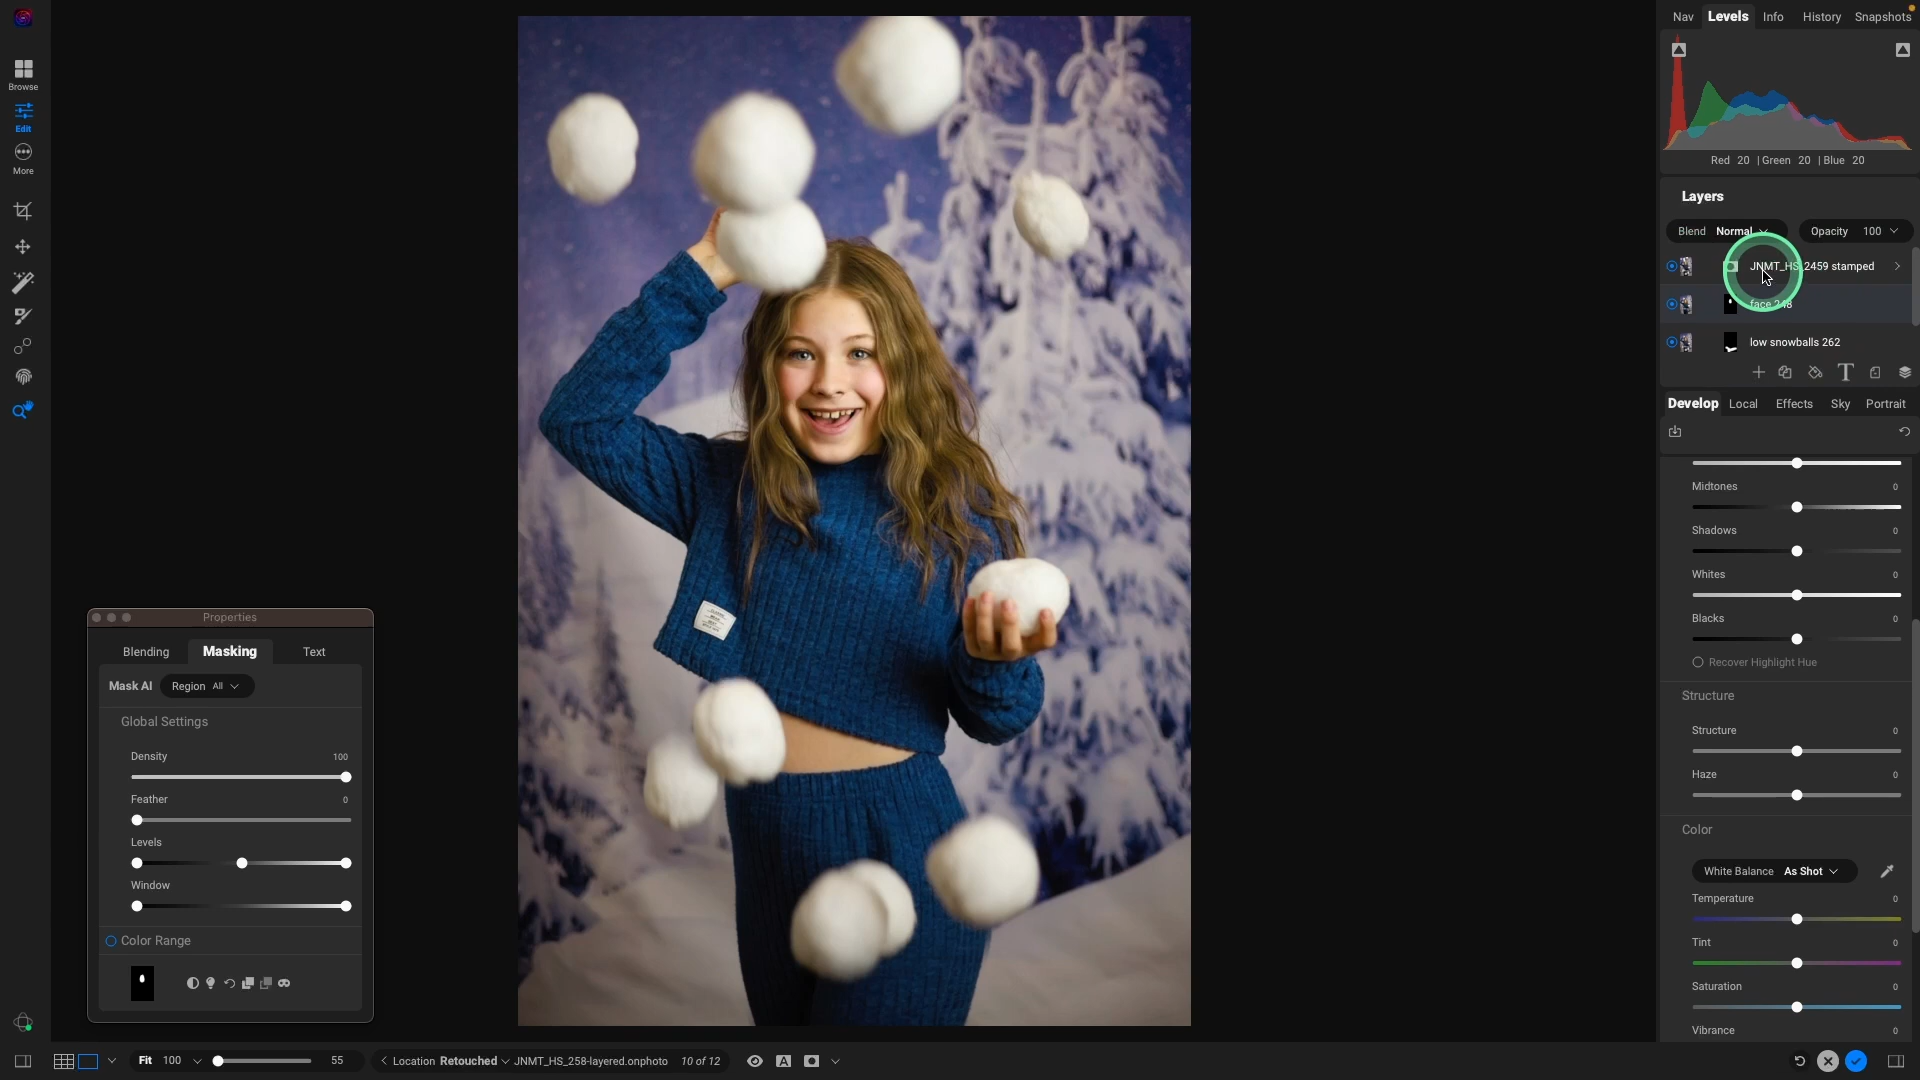 Nav Levels Info History Snapshots
Browse
Edit
More
Red 20 | Green 20 | Blue 20
Layers
Blend Normal Opacity 100
JNMT_HS_2459 stamped
face 248
low snowballs 262
T
Develop Local Effects Sky Portrait
Midtones 0
Shadows 0
Whites 0
Blacks 0
Recover Highlight Hue
Structure
Structure 0
Haze 0
Color
White Balance As Shot
Temperature 0
Tint 0
Saturation 0
Vibrance
Properties
Blending Masking Text
Mask AI Region All
Global Settings
Density 100
Feather 0
Levels
Window
Color Range
Fit 100 55 Location Retouched JNMT_HS_258-layered.onphoto 10 of 12 A